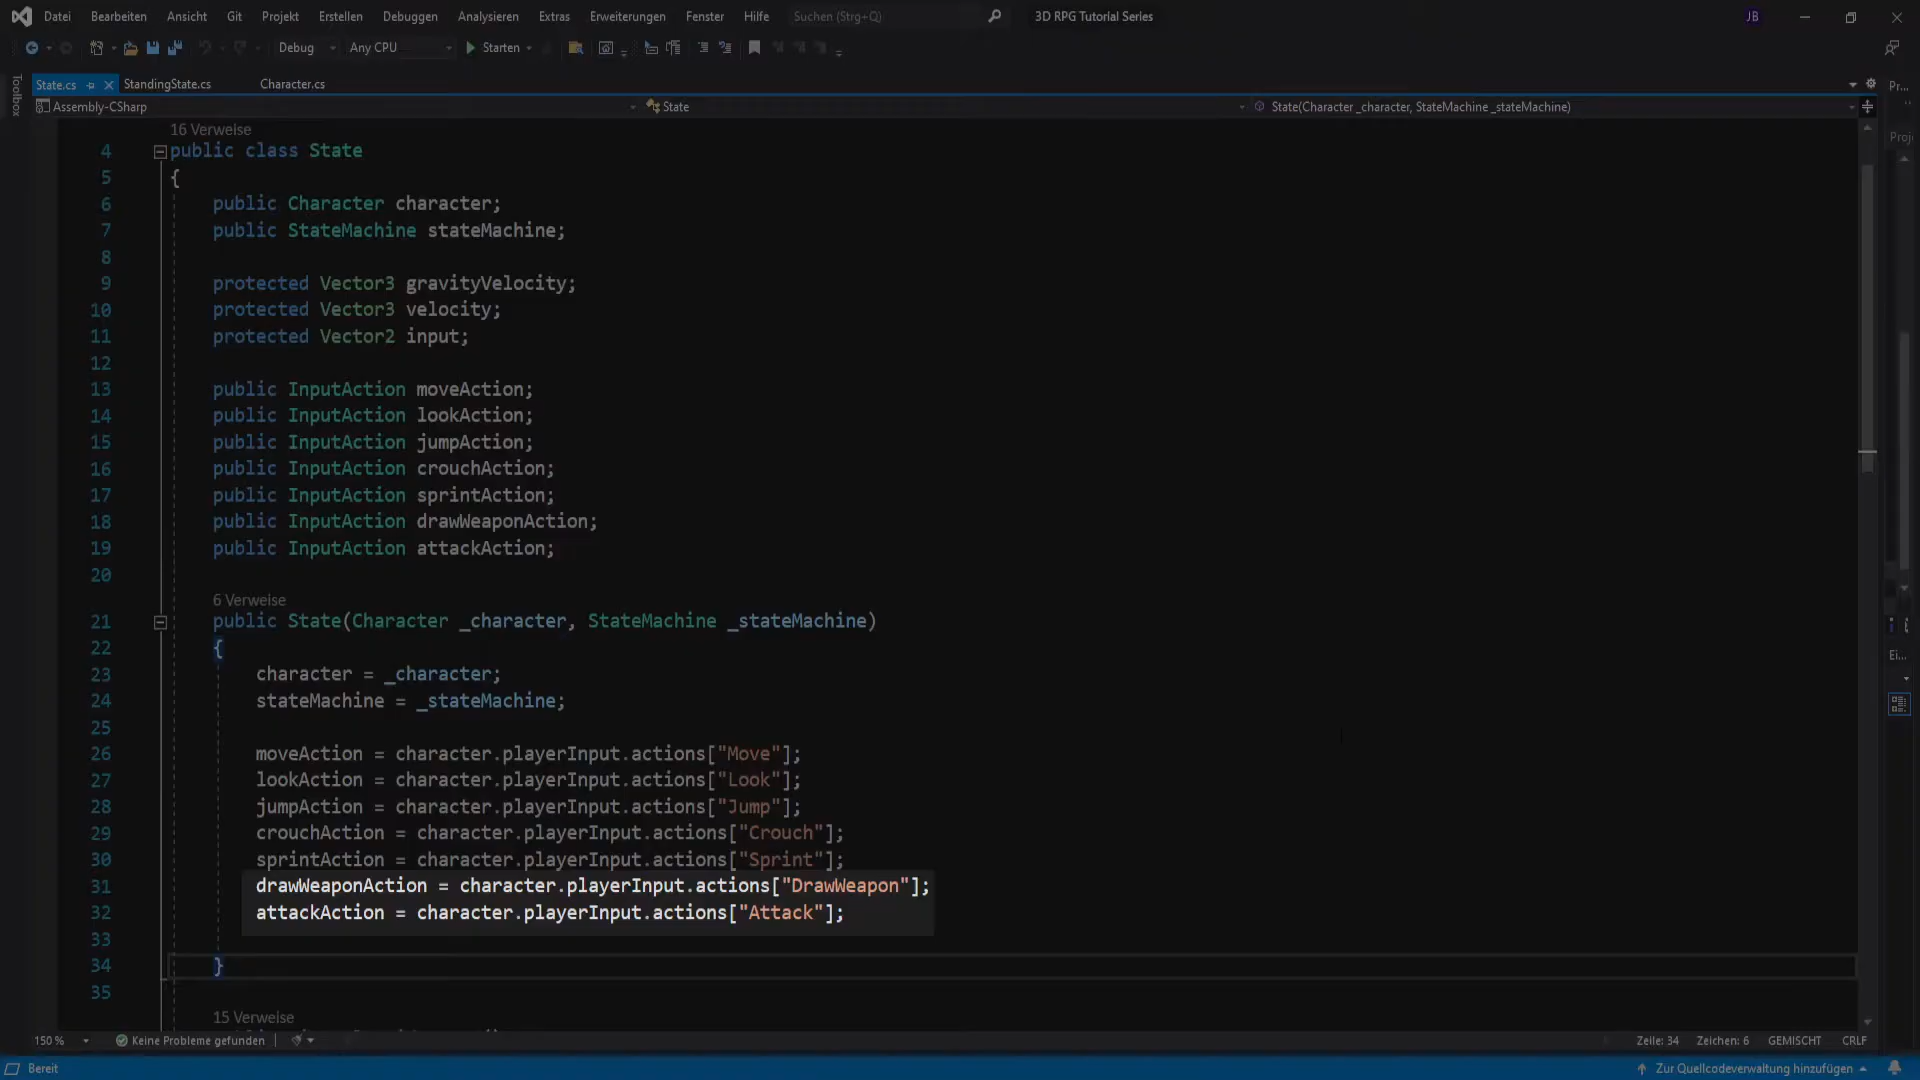 Datei Bearbeiten Ansicht Git Projekt Erstellen Debuggen Analysieren Extras Erweiterungen Fenster Hilfe Suchen (Strg+Q) 3D RPG Tutorial Series JB
Debug Any CPU Starten
Toolbox
State.cs StandingState.cs Character.cs Pr...
Assembly-CSharp State State(Character _character, StateMachine _stateMachine)
Proj
16 Verweise
4 public class State
5 {
6 public Character character;
7 public StateMachine stateMachine;
8
9 protected Vector3 gravityVelocity;
10 protected Vector3 velocity;
11 protected Vector2 input;
12
13 public InputAction moveAction;
14 public InputAction lookAction;
15 public InputAction jumpAction;
16 public InputAction crouchAction;
17 public InputAction sprintAction;
18 public InputAction drawWeaponAction;
19 public InputAction attackAction;
20
6 Verweise
21 public State(Character _character, StateMachine _stateMachine)
22 {
Ei...
23 character = _character;
24 stateMachine = _stateMachine;
25
26 moveAction = character.playerInput.actions["Move"];
27 lookAction = character.playerInput.actions["Look"];
28 jumpAction = character.playerInput.actions["Jump"];
29 crouchAction = character.playerInput.actions["Crouch"];
30 sprintAction = character.playerInput.actions["Sprint"];
31 drawWeaponAction = character.playerInput.actions["DrawWeapon"];
32 attackAction = character.playerInput.actions["Attack"];
33
34 }
35
15 Verweise
150 % Keine Probleme gefunden Zeile: 34 Zeichen: 6 GEMISCHT CRLF
Bereit Zur Quellcodeverwaltung hinzufügen